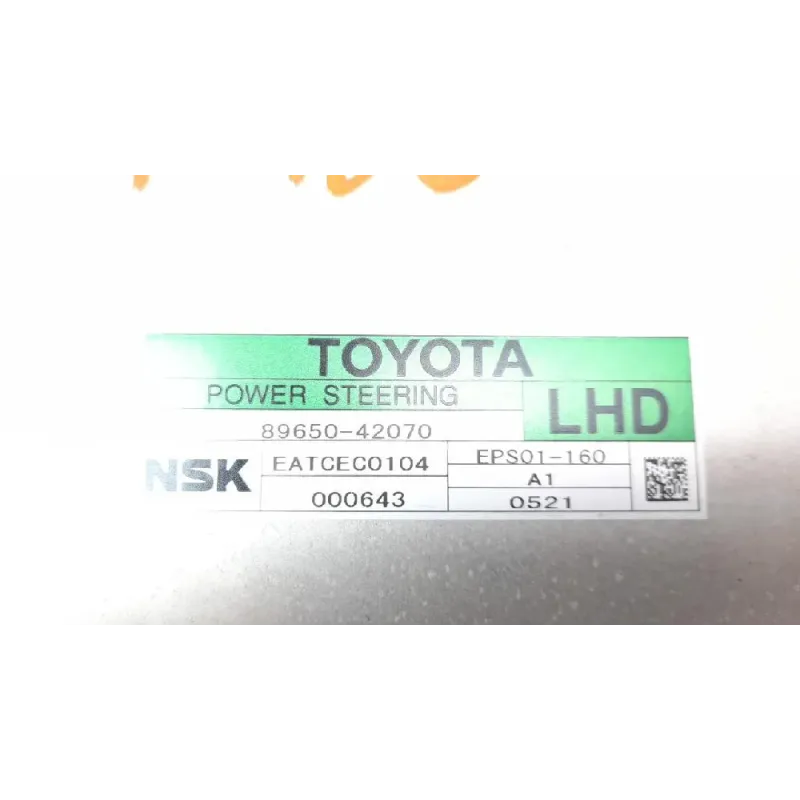 TOYOTA
POWER STEERING
LHD
89650-42070
NSK
EATCEC0104
EPS01-160
A1
000643
0521